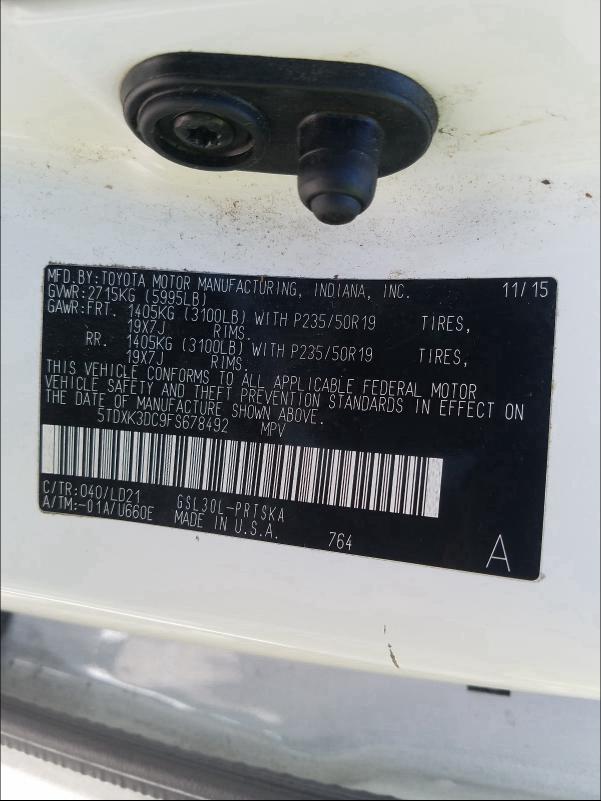 MFD.BY:TOYOTA MOTOR MANUFACTURING, INDIANA, INC. 11/15
GVWR:2715KG (5995LB)
GAWR:FRT. 1405KG (3100LB) WITH P235/50R19 TIRES,
19X7J RIMS.
RR. 1405KG (3100LB) WITH P235/50R19 TIRES,
19X7J RIMS.
THIS VEHICLE CONFORMS TO ALL APPLICABLE FEDERAL MOTOR
VEHICLE SAFETY AND THEFT PREVENTION STANDARDS IN EFFECT ON
THE DATE OF MANUFACTURE SHOWN ABOVE.
5TDXK3DC9FS678492 MPV
C/TR:040/LD21 GSL30L-PRTSKA
A/TM:-01A/U660E MADE IN U.S.A. 764 A